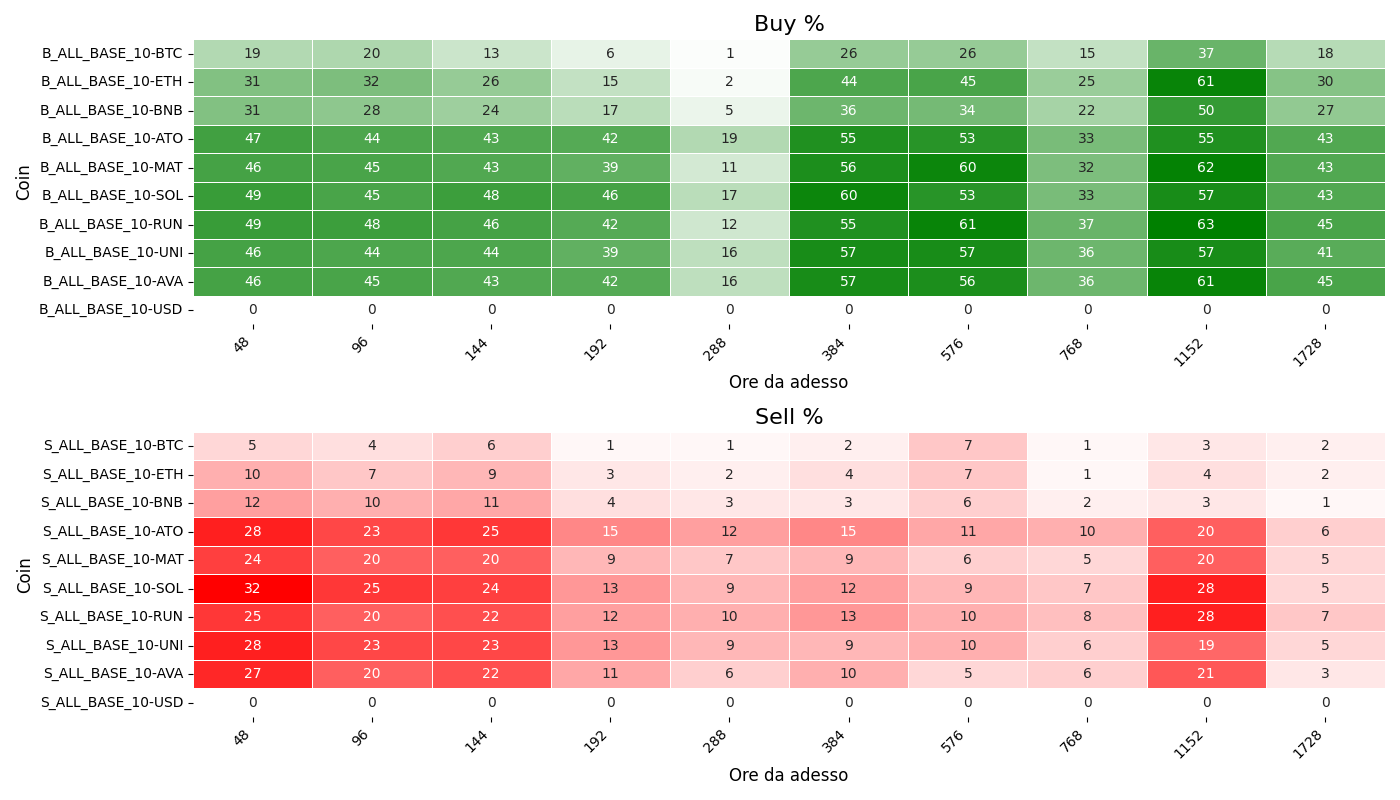 Buy %
Coin
B_ALL_BASE_10-BTC 19 20 13 6 1 26 26 15 37 18
B_ALL_BASE_10-ETH 31 32 26 15 2 44 45 25 61 30
B_ALL_BASE_10-BNB 31 28 24 17 5 36 34 22 50 27
B_ALL_BASE_10-ATO 47 44 43 42 19 55 53 33 55 43
B_ALL_BASE_10-MAT 46 45 43 39 11 56 60 32 62 43
B_ALL_BASE_10-SOL 49 45 48 46 17 60 53 33 57 43
B_ALL_BASE_10-RUN 49 48 46 42 12 55 61 37 63 45
B_ALL_BASE_10-UNI 46 44 44 39 16 57 57 36 57 41
B_ALL_BASE_10-AVA 46 45 43 42 16 57 56 36 61 45
B_ALL_BASE_10-USD 0 0 0 0 0 0 0 0 0 0
48 96 144 192 288 384 576 768 1152 1728
Ore da adesso
Sell %
Coin
S_ALL_BASE_10-BTC 5 4 6 1 1 2 7 1 3 2
S_ALL_BASE_10-ETH 10 7 9 3 2 4 7 1 4 2
S_ALL_BASE_10-BNB 12 10 11 4 3 3 6 2 3 1
S_ALL_BASE_10-ATO 28 23 25 15 12 15 11 10 20 6
S_ALL_BASE_10-MAT 24 20 20 9 7 9 6 5 20 5
S_ALL_BASE_10-SOL 32 25 24 13 9 12 9 7 28 5
S_ALL_BASE_10-RUN 25 20 22 12 10 13 10 8 28 7
S_ALL_BASE_10-UNI 28 23 23 13 9 9 10 6 19 5
S_ALL_BASE_10-AVA 27 20 22 11 6 10 5 6 21 3
S_ALL_BASE_10-USD 0 0 0 0 0 0 0 0 0 0
48 96 144 192 288 384 576 768 1152 1728
Ore da adesso